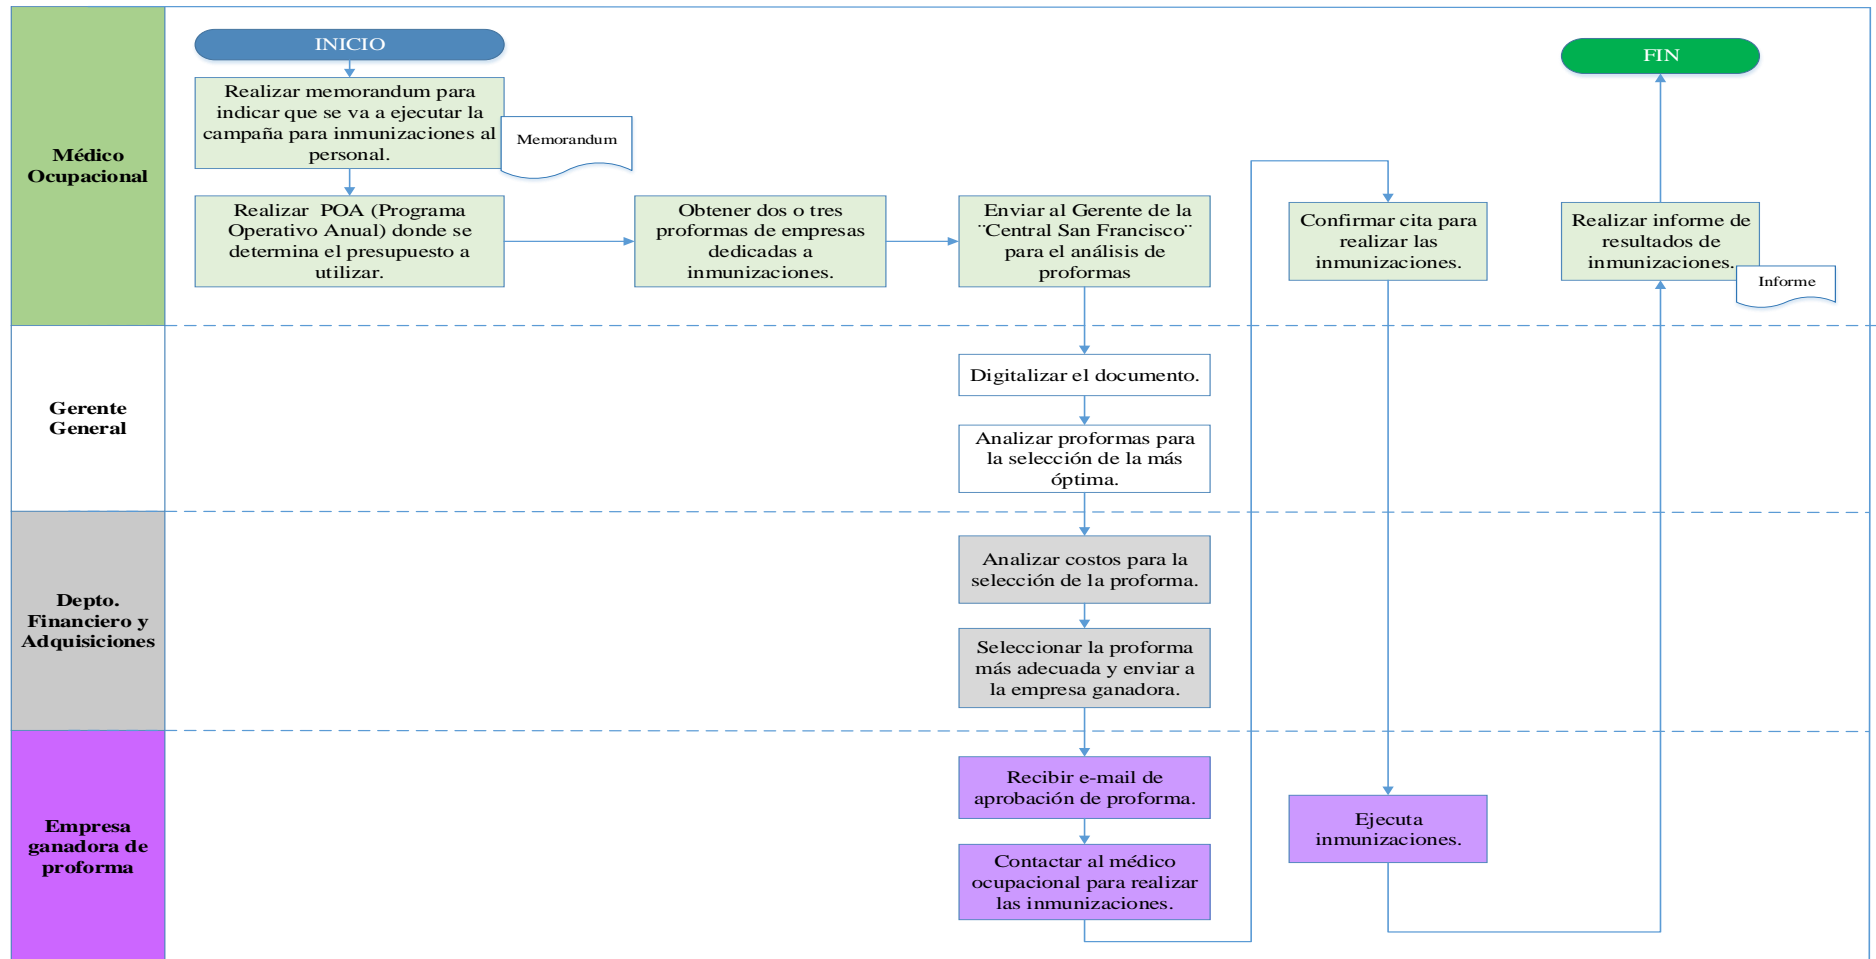 INICIO
FIN
Realizar memorandum para
indicar que se va a ejecutar la
campaña para inmunizaciones al
personal.
Memorandum
Médico
Ocupacional
Realizar POA (Programa
Operativo Anual) donde se
determina el presupuesto a
utilizar.
Obtener dos o tres
proformas de empresas
dedicadas a
inmunizaciones.
Enviar al Gerente de la
¨Central San Francisco¨
para el análisis de
proformas
Confirmar cita para
realizar las
inmunizaciones.
Realizar informe de
resultados de
inmunizaciones.
Informe
Gerente
General
Digitalizar el documento.
Analizar proformas para
la selección de la más
óptima.
Depto.
Financiero y
Adquisiciones
Analizar costos para la
selección de la proforma.
Seleccionar la proforma
más adecuada y enviar a
la empresa ganadora.
Empresa
ganadora de
proforma
Recibir e-mail de
aprobación de proforma.
Contactar al médico
ocupacional para realizar
las inmunizaciones.
Ejecuta
inmunizaciones.